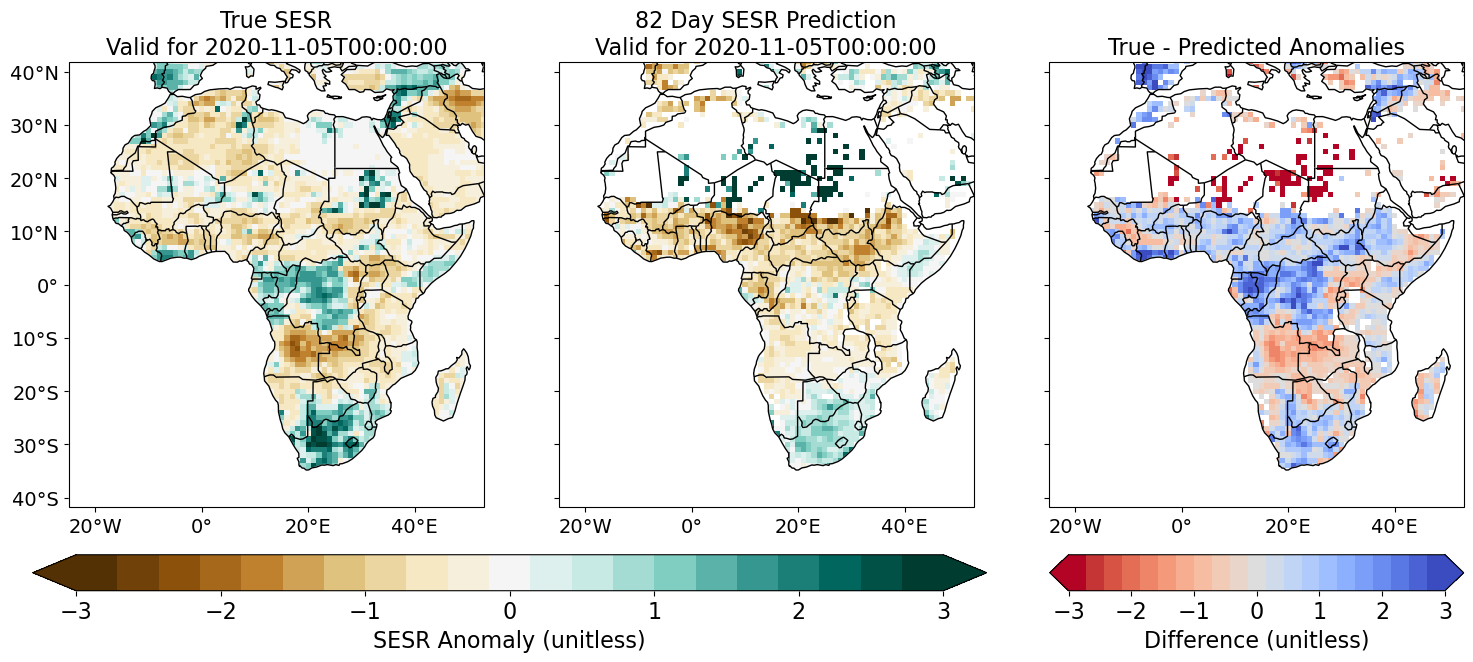 True SESR
Valid for 2020-11-05T00:00:00
82 Day SESR Prediction
Valid for 2020-11-05T00:00:00
True - Predicted Anomalies
40°N
30°N
20°N
10°N
0°
10°S
20°S
30°S
40°S
20°W 0° 20°E 40°E
20°W 0° 20°E 40°E
20°W 0° 20°E 40°E
−3 −2 −1 0 1 2 3
SESR Anomaly (unitless)
−3 −2 −1 0 1 2 3
Difference (unitless)